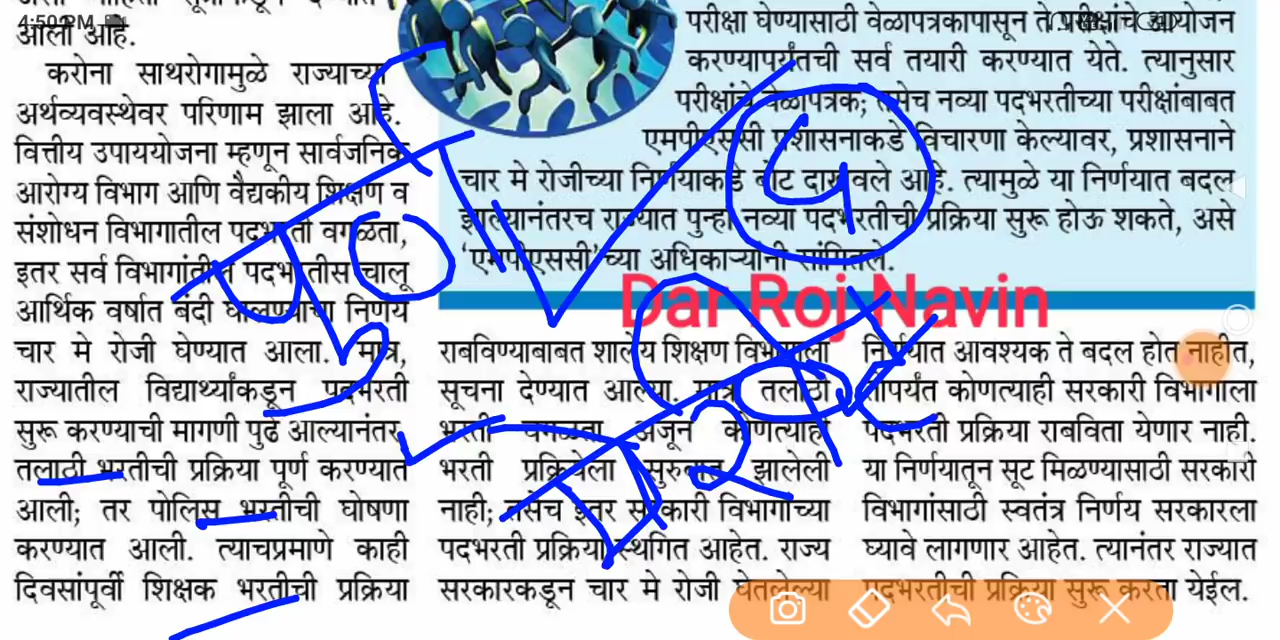 4:50 PM
आली आहे.
करोना साथरोगामुळे राज्याच्या
अर्थव्यवस्थेवर परिणाम झाला आहे.
वित्तीय उपाययोजना म्हणून सार्वजनिक
आरोग्य विभाग आणि वैद्यकीय शिक्षण व
संशोधन विभागातील पदभरती वगळता,
इतर सर्व विभागांतील पदभरतीस चालू
आर्थिक वर्षात बंदी घालण्याचा निर्णय
चार मे रोजी घेण्यात आला. मात्र,
राज्यातील विद्यार्थ्यांकडून पदभरती
सुरू करण्याची मागणी पुढे आल्यानंतर,
तलाठी भरतीची प्रक्रिया पूर्ण करण्यात
आली; तर पोलिस भरतीची घोषणा
करण्यात आली. त्याचप्रमाणे काही
दिवसांपूर्वी शिक्षक भरतीची प्रक्रिया
परीक्षा घेण्यासाठी वेळापत्रकापासून ते परीक्षांचे आयोजन
करण्यापर्यंतची सर्व तयारी करण्यात येते. त्यानुसार
परीक्षांचे वेळापत्रक; तसेच नव्या पदभरतीच्या परीक्षांबाबत
एमपीएससी प्रशासनाकडे विचारणा केल्यावर, प्रशासनाने
चार मे रोजीच्या निर्णयाकडे बोट दाखवले आहे. त्यामुळे या निर्णयात बदल
झाल्यानंतरच राज्यात पुन्हा नव्या पदभरतीची प्रक्रिया सुरू होऊ शकते, असे
'एमपीएससी'च्या अधिकाऱ्यांनी सांगितले.
Dar Roj Navin
राबविण्याबाबत शालेय शिक्षण विभागाला
सूचना देण्यात आल्या. मात्र तलाठी
भरती वगळता अजून कोणत्याही
भरती प्रक्रियेला सुरुवात झालेली
नाही; तसेच इतर सरकारी विभागांच्या
पदभरती प्रक्रिया स्थगित आहेत. राज्य
सरकारकडून चार मे रोजी घेतलेल्या
निर्णयात आवश्यक ते बदल होत नाहीत,
तोपर्यंत कोणत्याही सरकारी विभागाला
पदभरती प्रक्रिया राबविता येणार नाही.
या निर्णयातून सूट मिळण्यासाठी सरकारी
विभागांसाठी स्वतंत्र निर्णय सरकारला
घ्यावे लागणार आहेत. त्यानंतर राज्यात
पदभरतीची प्रक्रिया सुरू करता येईल.